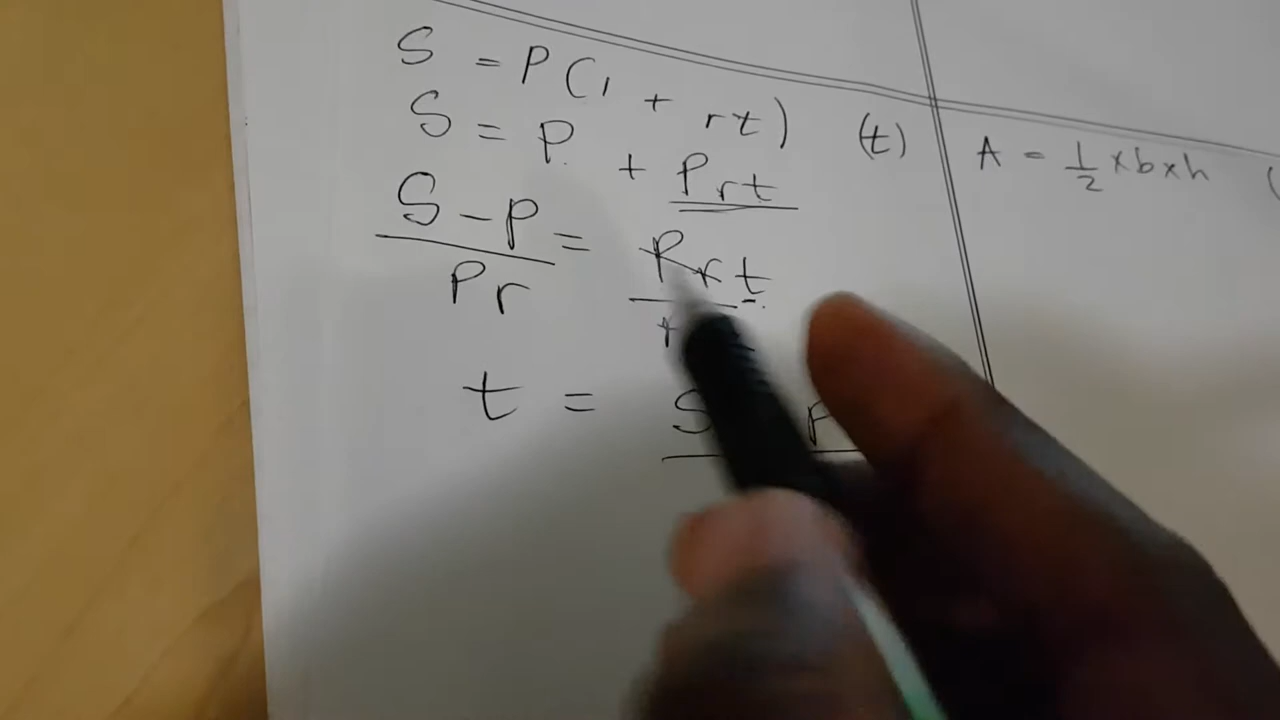 S = P (1 + rt) (t)
S = P + Prt
S - P = Prt
Pr
t = S P
A = 1/2 x b x h (